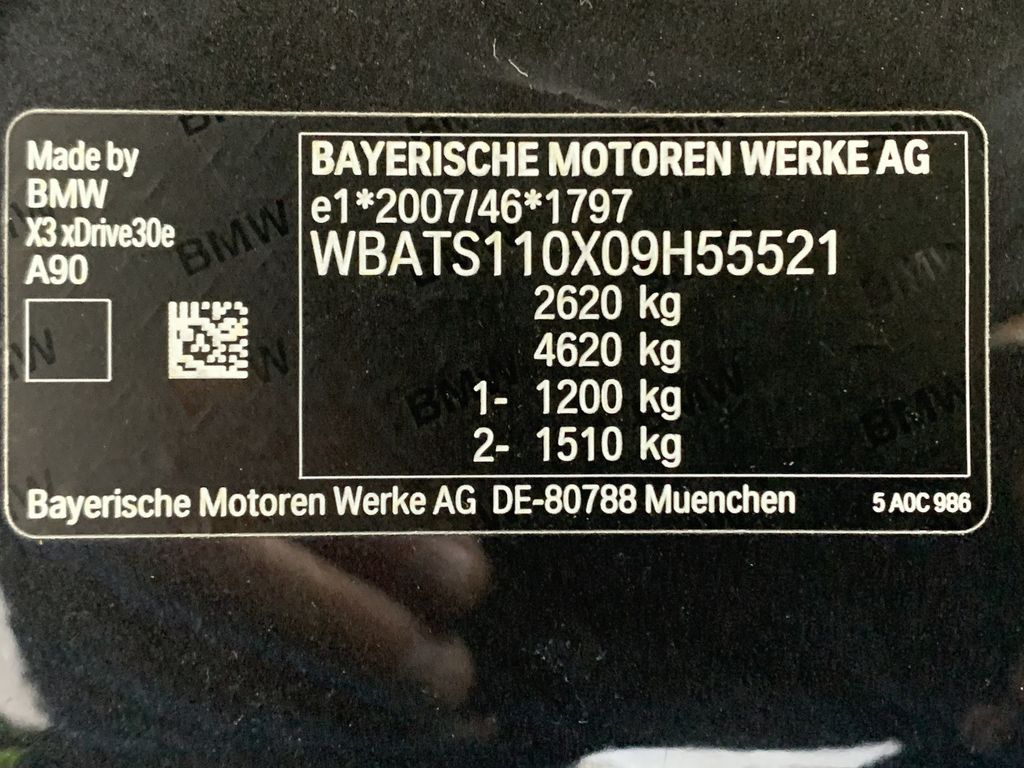 Made by
BMW
X3 xDrive30e
A90
BAYERISCHE MOTOREN WERKE AG
e1*2007/46*1797
WBATS110X09H55521
2620 kg
4620 kg
1- 1200 kg
2- 1510 kg
Bayerische Motoren Werke AG DE-80788 Muenchen
5 A0C 986